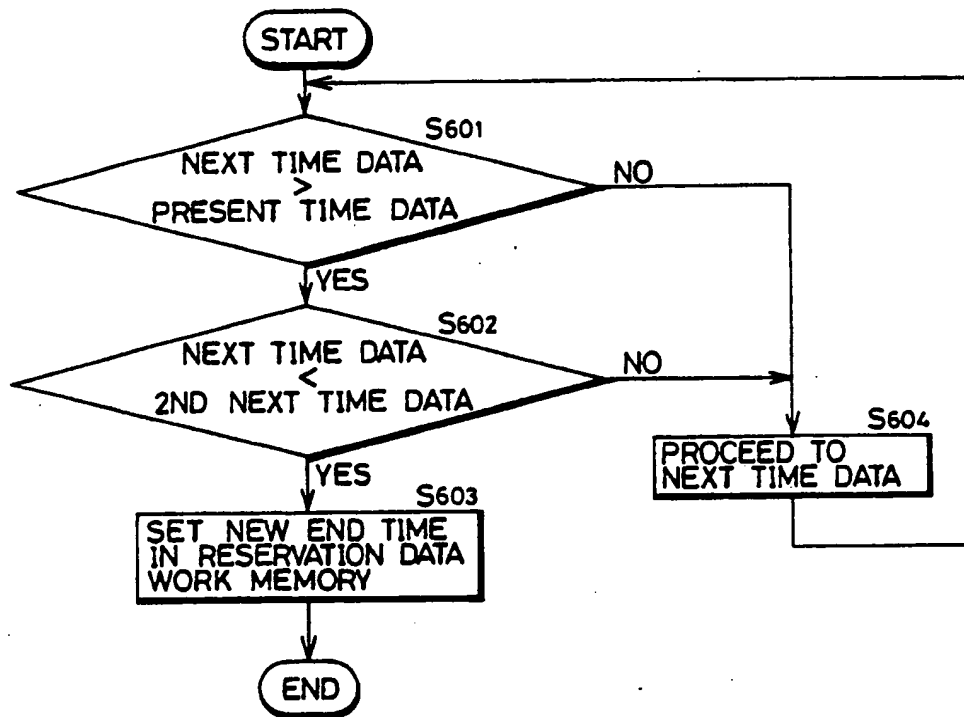 START
S601
NEXT TIME DATA
>
PRESENT TIME DATA
NO
YES
S602
NEXT TIME DATA
<
2ND NEXT TIME DATA
NO
YES
S604
PROCEED TO
NEXT TIME DATA
S603
SET NEW END TIME
IN RESERVATION DATA
WORK MEMORY
END